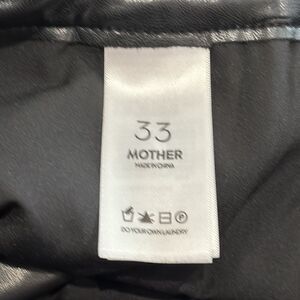 33
MOTHER
MADE IN CHINA
DO YOUR OWN LAUNDRY